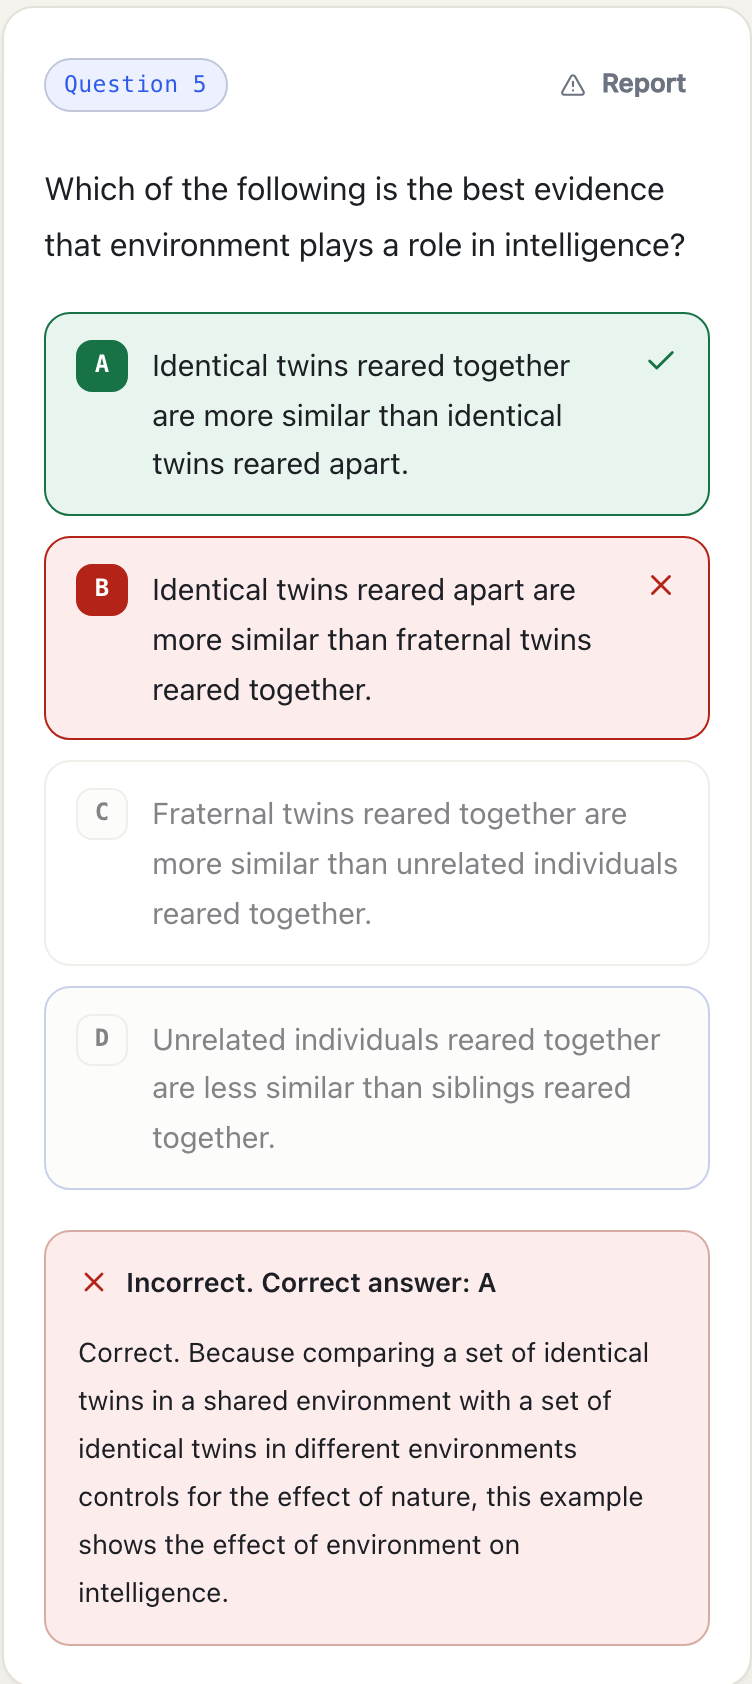 Question 5
Report
Which of the following is the best evidence
that environment plays a role in intelligence?
A
Identical twins reared together
are more similar than identical
twins reared apart.
B
Identical twins reared apart are
more similar than fraternal twins
reared together.
C
Fraternal twins reared together are
more similar than unrelated individuals
reared together.
D
Unrelated individuals reared together
are less similar than siblings reared
together.
Incorrect. Correct answer: A
Correct. Because comparing a set of identical
twins in a shared environment with a set of
identical twins in different environments
controls for the effect of nature, this example
shows the effect of environment on
intelligence.